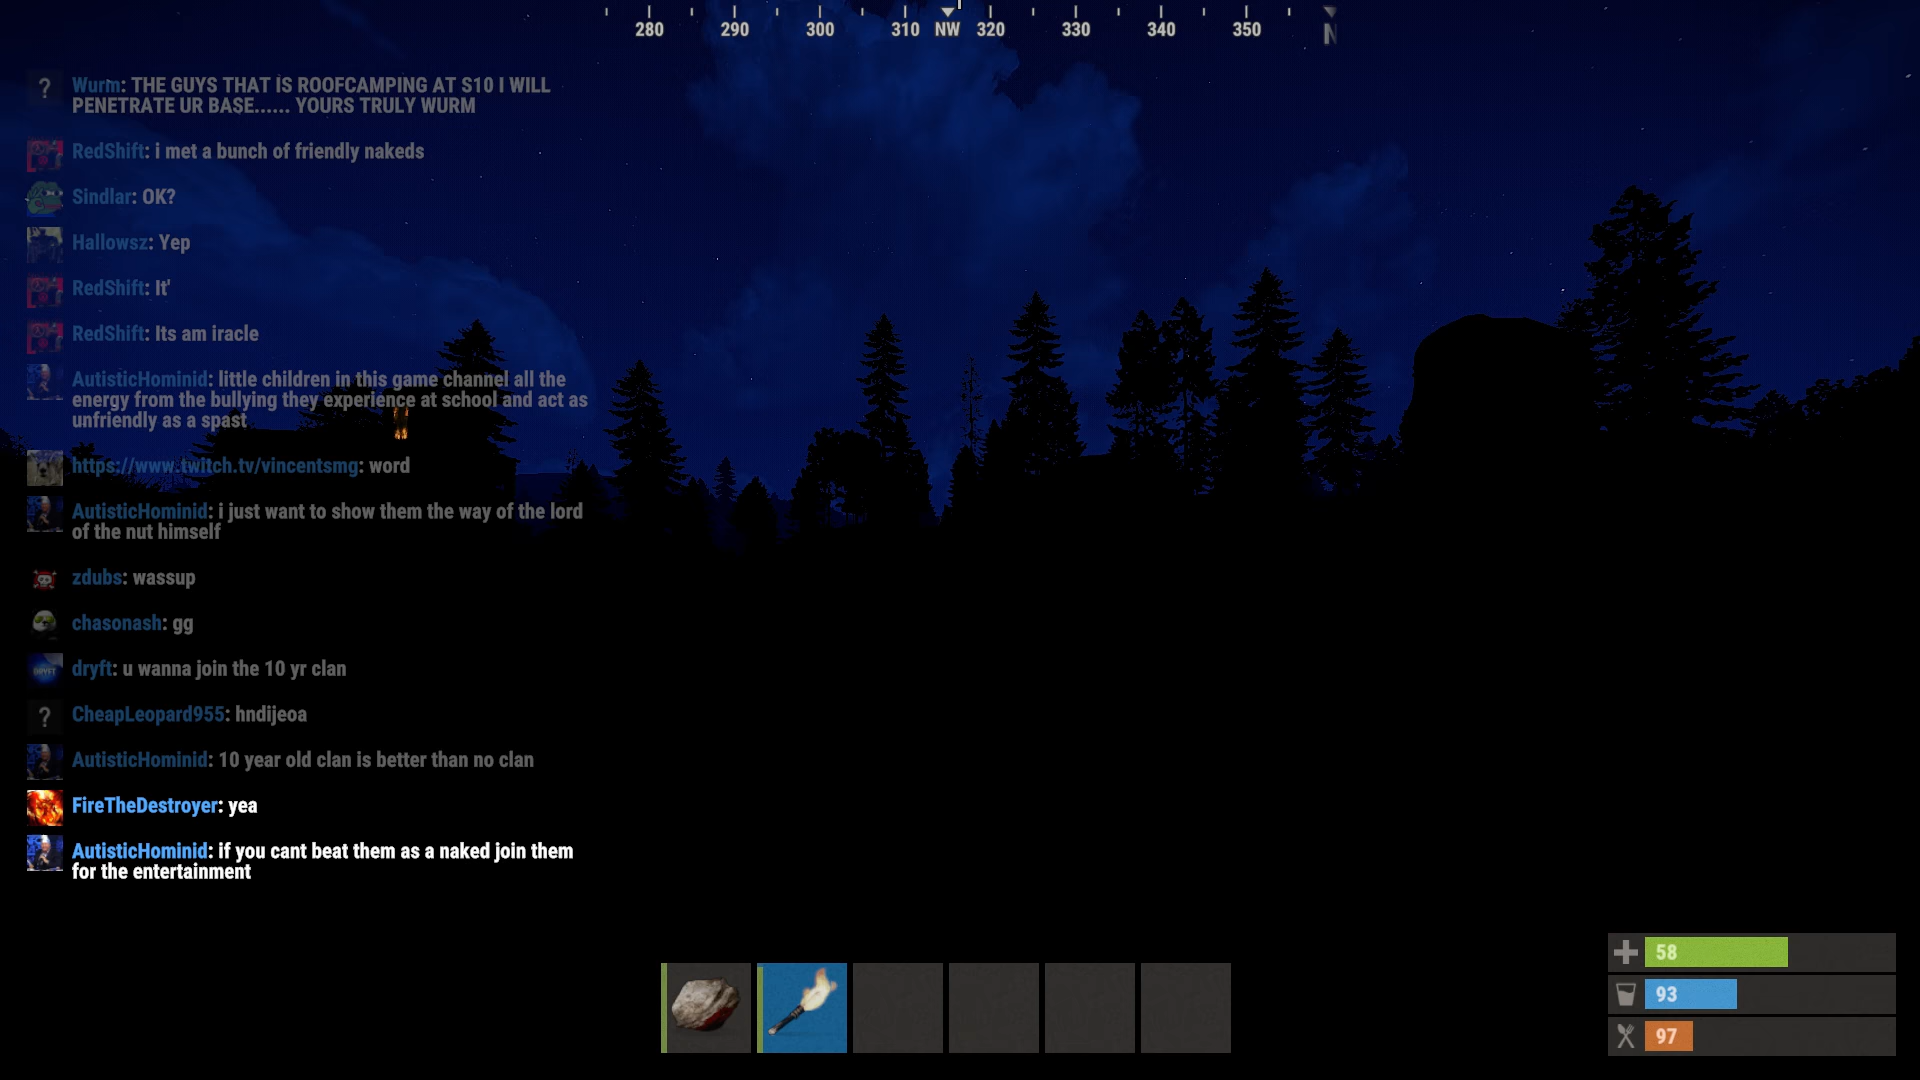 280 290 300 310 NW 320 330 340 350 N
? Wurm: THE GUYS THAT IS ROOFCAMPING AT S10 I WILL
PENETRATE UR BASE...... YOURS TRULY WURM
RedShift: i met a bunch of friendly nakeds
Sindlar: OK?
Hallowsz: Yep
RedShift: It'
RedShift: Its am iracle
AutisticHominid: little children in this game channel all the
energy from the bullying they experience at school and act as
unfriendly as a spast
https://www.twitch.tv/vincentsmg: word
AutisticHominid: i just want to show them the way of the lord
of the nut himself
zdubs: wassup
chasonash: gg
DRYFT dryft: u wanna join the 10 yr clan
? CheapLeopard955: hndijeoa
AutisticHominid: 10 year old clan is better than no clan
FireTheDestroyer: yea
AutisticHominid: if you cant beat them as a naked join them
for the entertainment
58
93
97